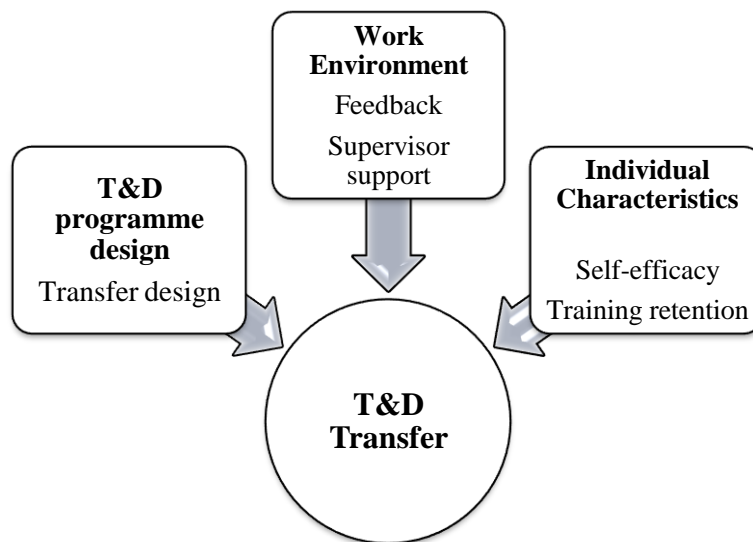 T&D
programme
design
Transfer design
Work
Environment
Feedback
Supervisor
support
Individual
Characteristics
Self-efficacy
Training retention
T&D
Transfer